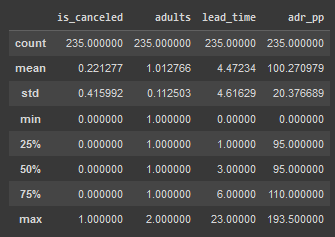 is_canceled adults lead_time adr_pp
count 235.000000 235.000000 235.000000 235.000000
mean 0.221277 1.012766 4.47234 100.270979
std 0.415992 0.112503 4.61629 20.376689
min 0.000000 1.000000 0.00000 0.000000
25% 0.000000 1.000000 1.00000 95.000000
50% 0.000000 1.000000 3.00000 95.000000
75% 0.000000 1.000000 6.00000 110.000000
max 1.000000 2.000000 23.00000 193.500000